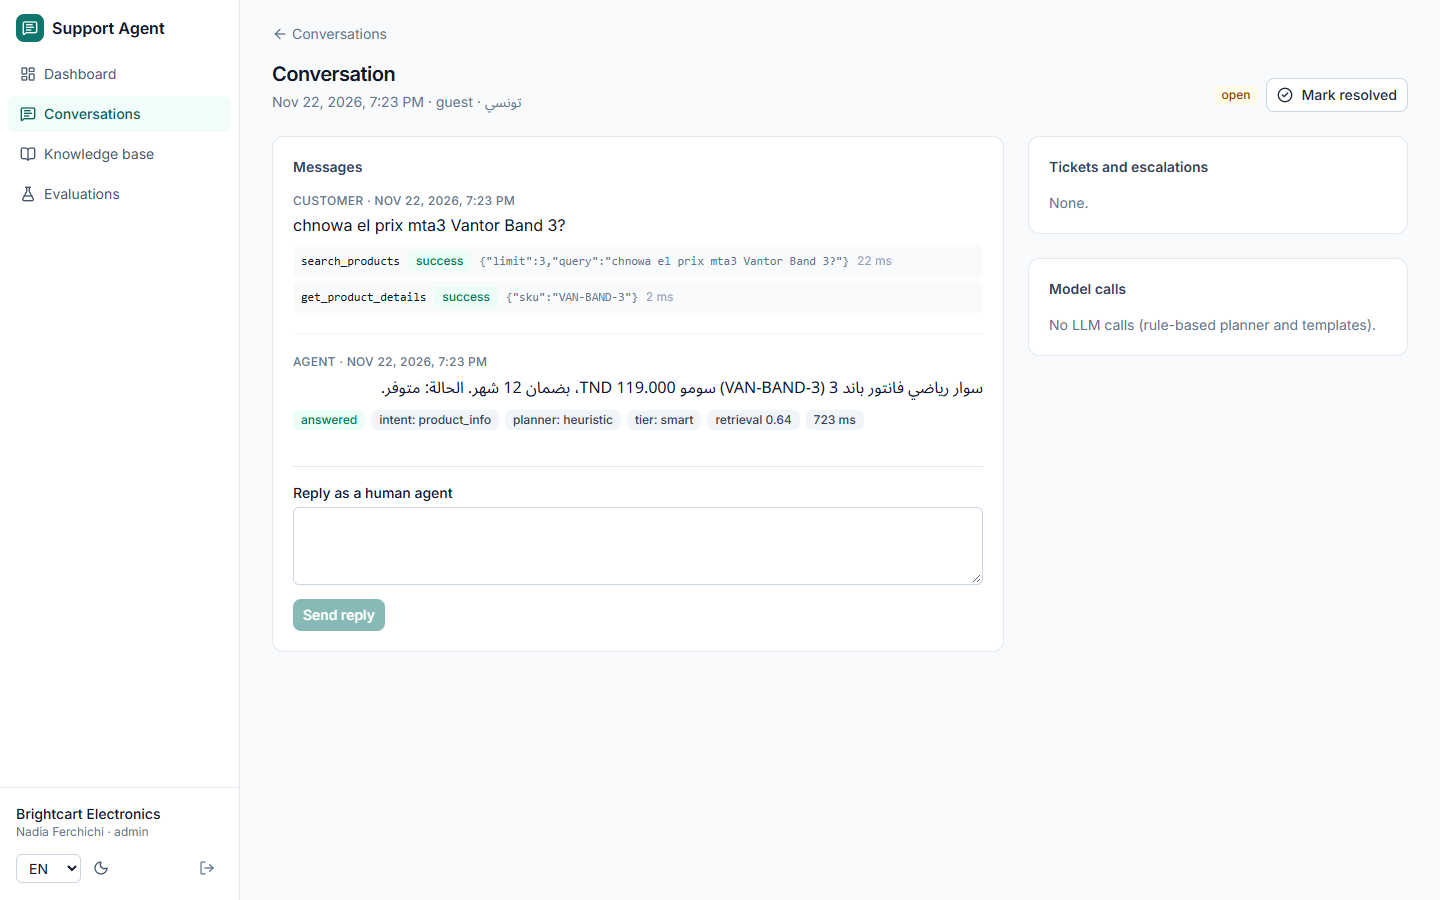 Support Agent
Dashboard
Conversations
Knowledge base
Evaluations
Brightcart Electronics
Nadia Ferchichi · admin
EN
Conversations
Conversation
Nov 22, 2026, 7:23 PM · guest · تونسي
open
Mark resolved
Messages
CUSTOMER · NOV 22, 2026, 7:23 PM
chnowa el prix mta3 Vantor Band 3?
search_products success {"limit":3,"query":"chnowa el prix mta3 Vantor Band 3?"} 22 ms
get_product_details success {"sku":"VAN-BAND-3"} 2 ms
AGENT · NOV 22, 2026, 7:23 PM
سوار رياضي فانتور باند 3 (VAN-BAND-3) سومو 119.000 TND، بضمان 12 شهر. الحالة: متوفر.
answered intent: product_info planner: heuristic tier: smart retrieval 0.64 723 ms
Reply as a human agent
Send reply
Tickets and escalations
None.
Model calls
No LLM calls (rule-based planner and templates).